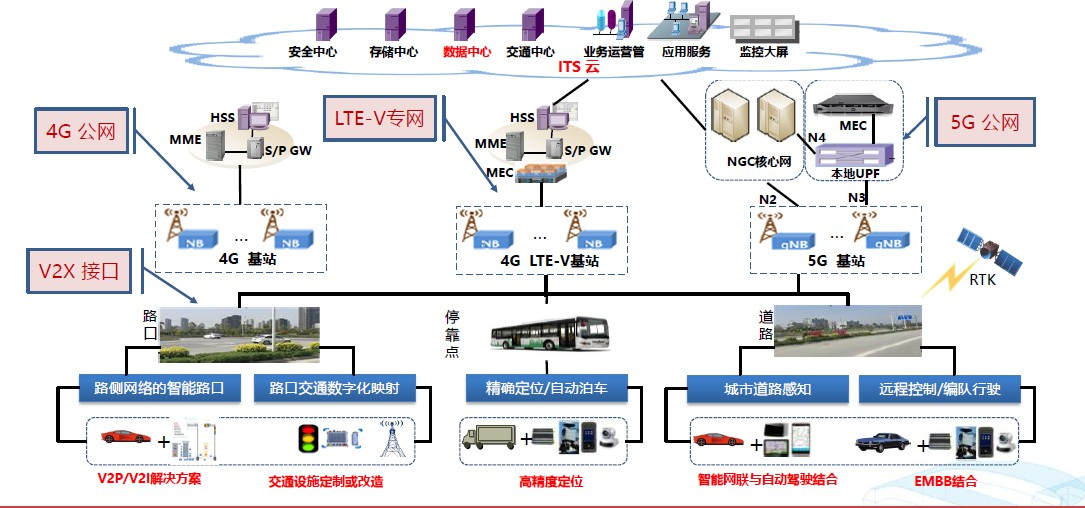 安全中心 存储中心 数据中心 交通中心 业务运营管 应用服务 监控大屏
ITS 云
4G 公网
HSS
MME
S/P GW
LTE-V专网
HSS
MME
S/P GW
MEC
NGC核心网
N4
MEC
本地UPF
5G 公网
N2
N3
NB ... NB
4G 基站
NB ... NB
4G LTE-V基站
gNB ... gNB
5G 基站
V2X 接口
RTK
路口
停靠点
道路
路侧网络的智能路口
路口交通数字化映射
精确定位/自动泊车
城市道路感知
远程控制/编队行驶
+
+
+
+
V2P/V2I解决方案
交通设施定制或改造
高精度定位
智能网联与自动驾驶结合
EMBB结合